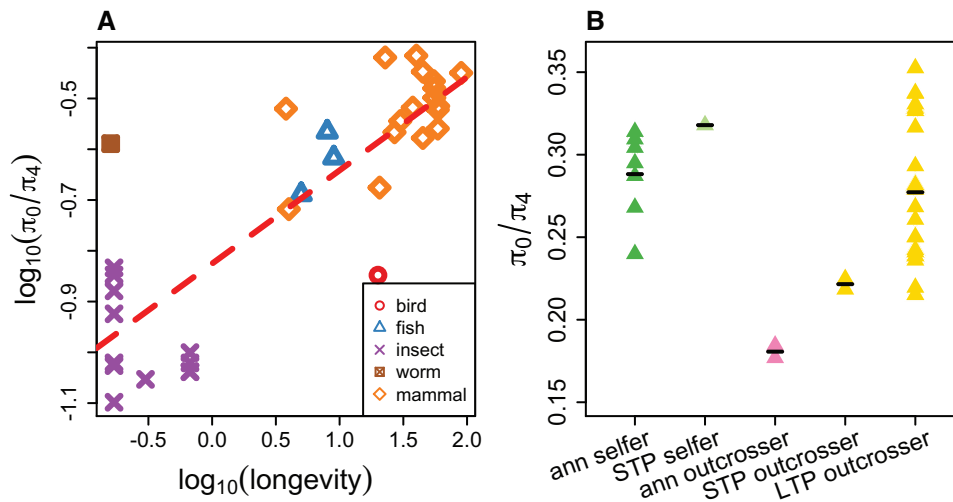 A
log10(π0/π4)
-0.5
-0.7
-0.9
-1.1
-0.5
0.0
0.5
1.0
1.5
2.0
log10(longevity)
bird
fish
insect
worm
mammal
B
π0/π4
0.35
0.30
0.25
0.20
0.15
ann selfer
STP selfer
ann outcrosser
STP outcrosser
LTP outcrosser